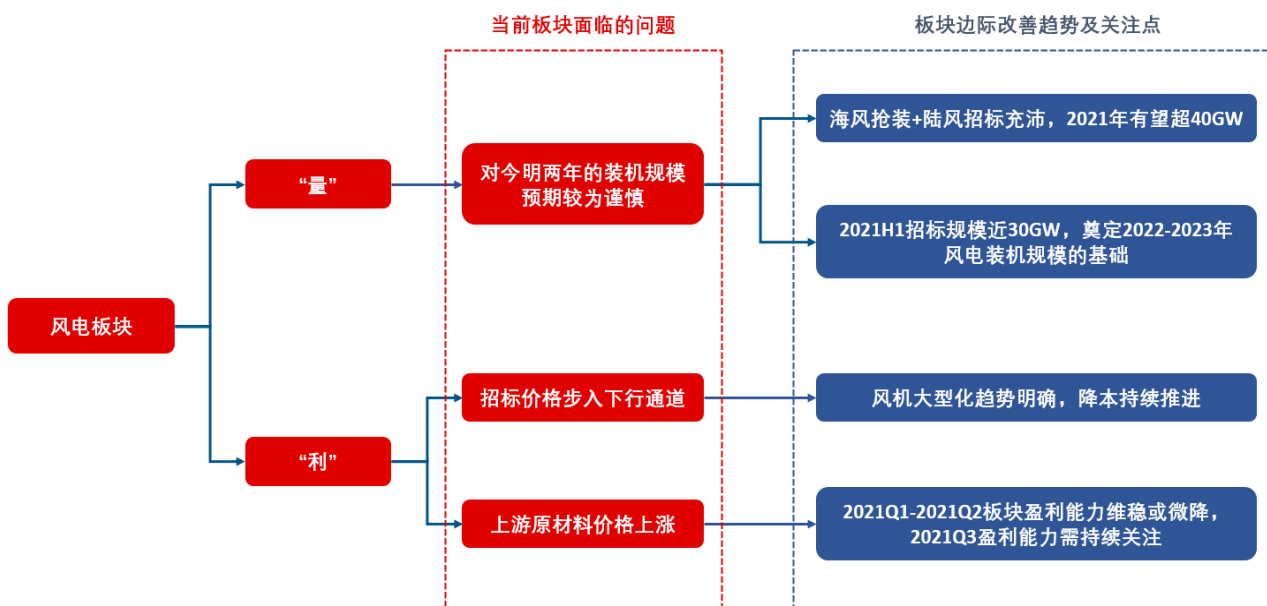 当前板块面临的问题
板块边际改善趋势及关注点
海风抢装+陆风招标充沛，2021年有望超40GW
“量”
对今明两年的装机规模
预期较为谨慎
2021H1招标规模近30GW，奠定2022-2023年
风电装机规模的基础
风电板块
招标价格步入下行通道
风机大型化趋势明确，降本持续推进
“利”
上游原材料价格上涨
2021Q1-2021Q2板块盈利能力维稳或微降，
2021Q3盈利能力需持续关注